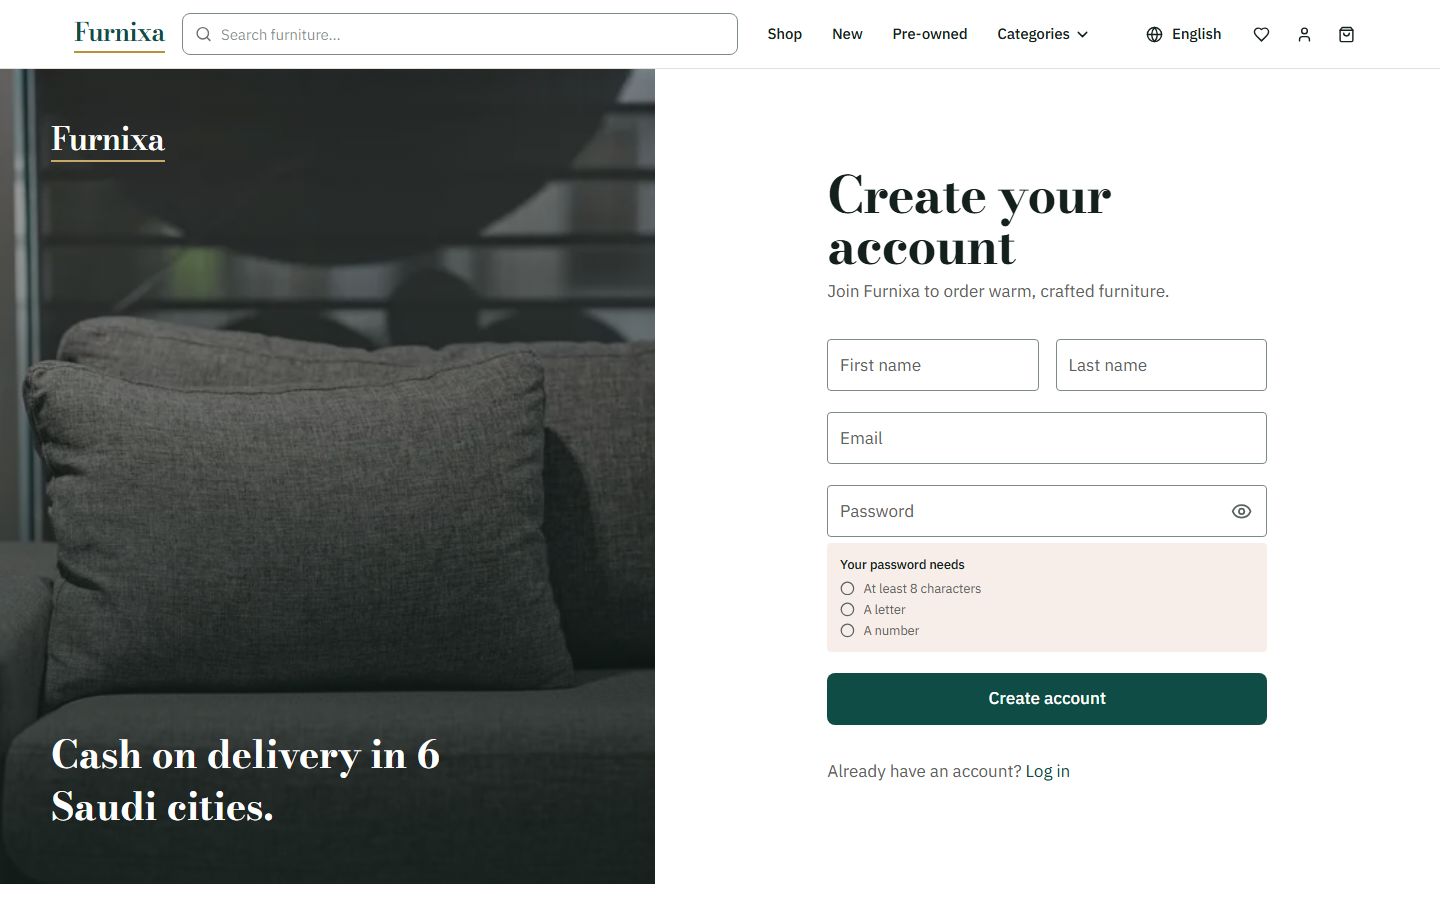 Furnixa
Search furniture...
Shop
New
Pre-owned
Categories
English
Furnixa
Cash on delivery in 6
Saudi cities.
Create your
account
Join Furnixa to order warm, crafted furniture.
First name
Last name
Email
Password
Your password needs
At least 8 characters
A letter
A number
Create account
Already have an account? Log in